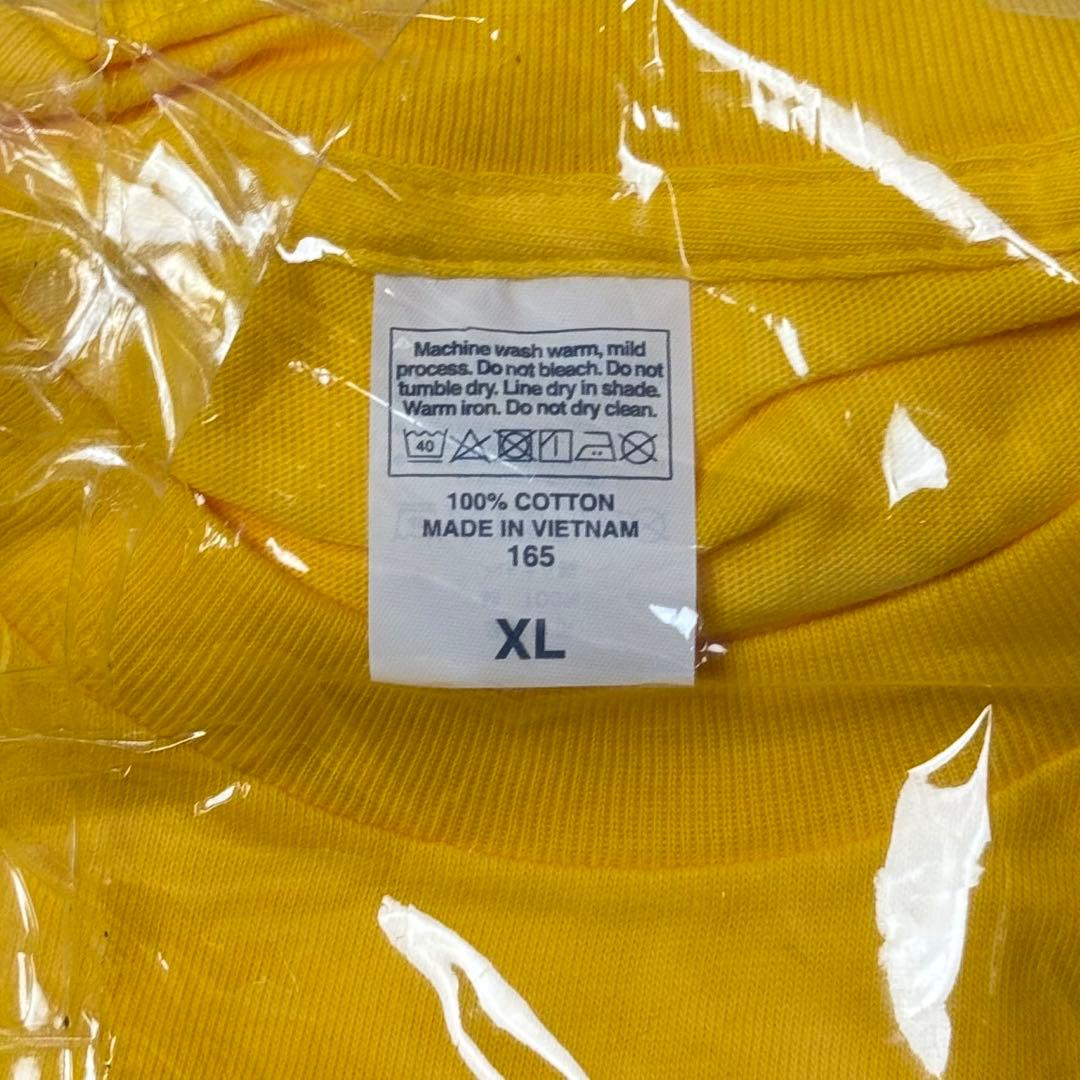 Machine wash warm, mild
process. Do not bleach. Do not
tumble dry. Line dry in shade.
Warm iron. Do not dry clean.
40
100% COTTON
MADE IN VIETNAM
165
XL